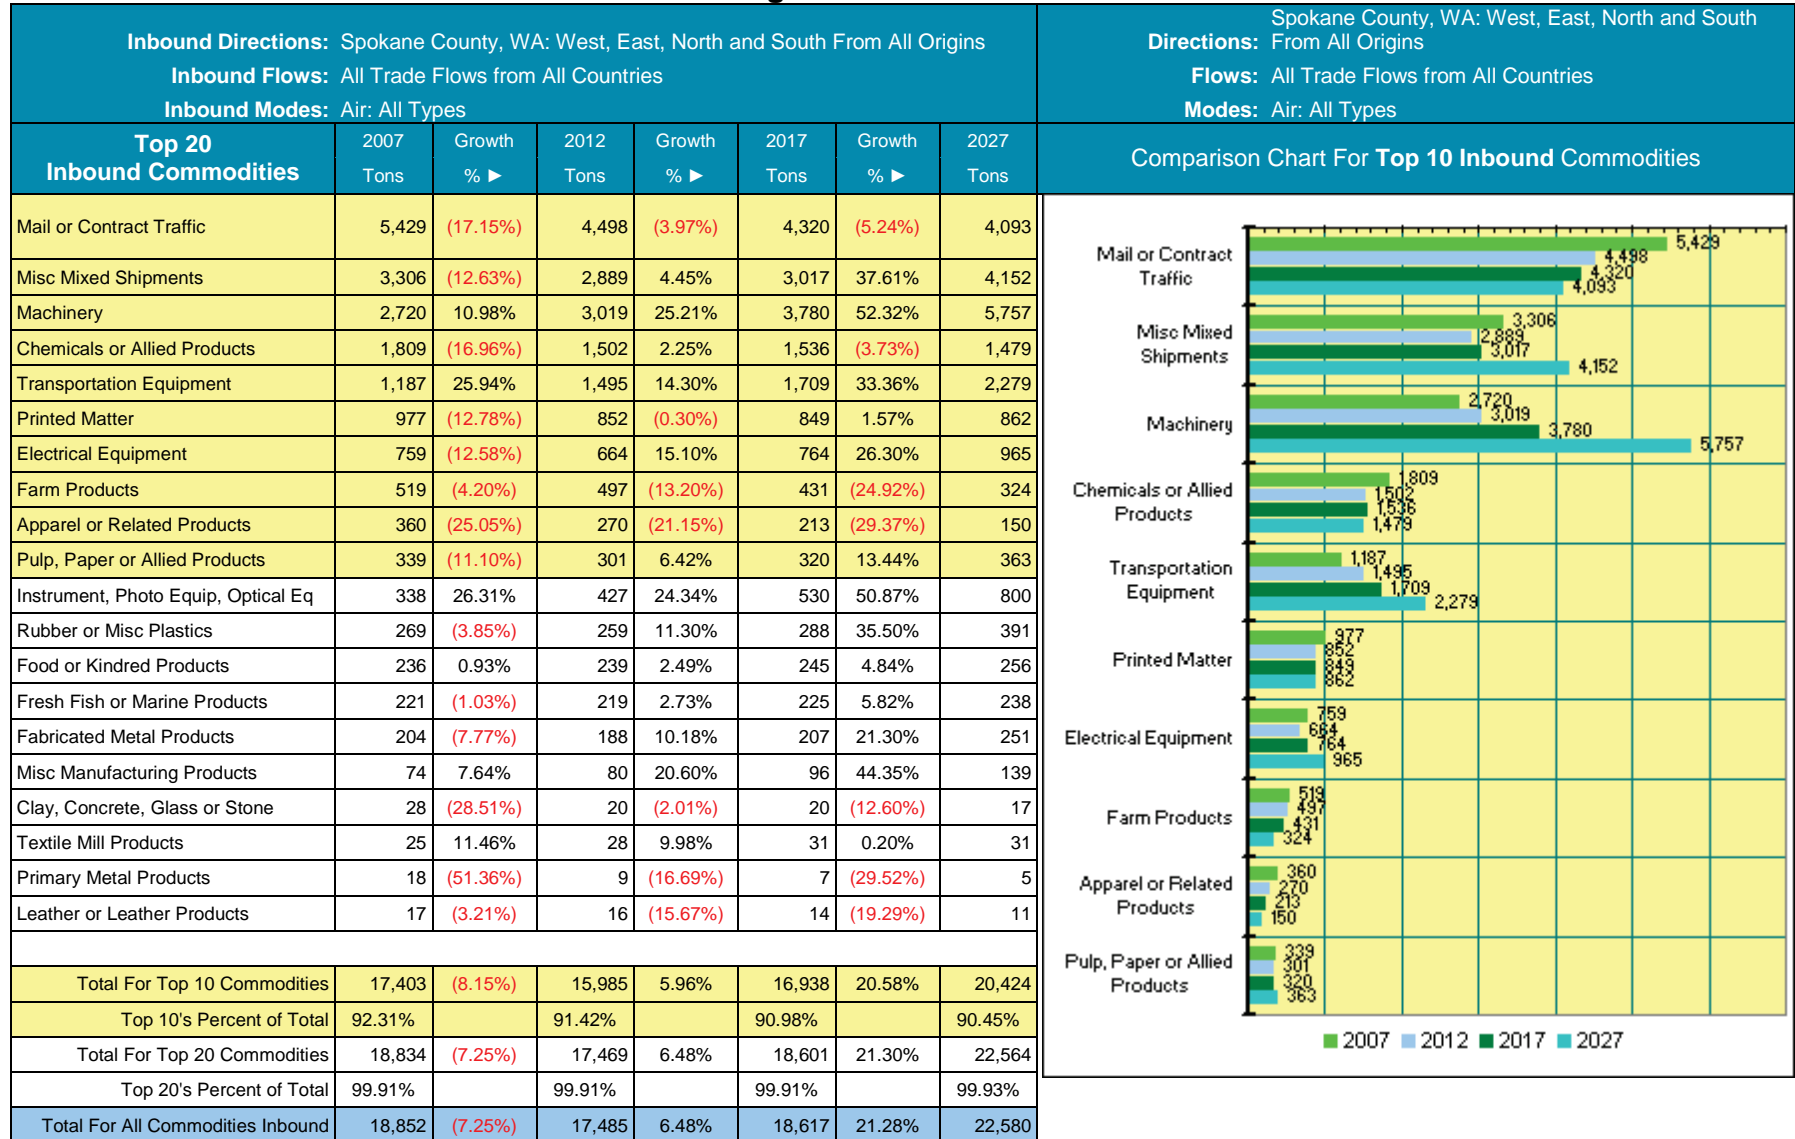 Inbound Directions: Spokane County, WA: West, East, North and South From All Origins
Inbound Flows: All Trade Flows from All Countries
Inbound Modes: Air: All Types
Top 20 Inbound Commodities 2007 Tons Growth % ► 2012 Tons Growth % ► 2017 Tons Growth % ► 2027 Tons
Mail or Contract Traffic 5,429 (17.15%) 4,498 (3.97%) 4,320 (5.24%) 4,093
Misc Mixed Shipments 3,306 (12.63%) 2,889 4.45% 3,017 37.61% 4,152
Machinery 2,720 10.98% 3,019 25.21% 3,780 52.32% 5,757
Chemicals or Allied Products 1,809 (16.96%) 1,502 2.25% 1,536 (3.73%) 1,479
Transportation Equipment 1,187 25.94% 1,495 14.30% 1,709 33.36% 2,279
Printed Matter 977 (12.78%) 852 (0.30%) 849 1.57% 862
Electrical Equipment 759 (12.58%) 664 15.10% 764 26.30% 965
Farm Products 519 (4.20%) 497 (13.20%) 431 (24.92%) 324
Apparel or Related Products 360 (25.05%) 270 (21.15%) 213 (29.37%) 150
Pulp, Paper or Allied Products 339 (11.10%) 301 6.42% 320 13.44% 363
Instrument, Photo Equip, Optical Eq 338 26.31% 427 24.34% 530 50.87% 800
Rubber or Misc Plastics 269 (3.85%) 259 11.30% 288 35.50% 391
Food or Kindred Products 236 0.93% 239 2.49% 245 4.84% 256
Fresh Fish or Marine Products 221 (1.03%) 219 2.73% 225 5.82% 238
Fabricated Metal Products 204 (7.77%) 188 10.18% 207 21.30% 251
Misc Manufacturing Products 74 7.64% 80 20.60% 96 44.35% 139
Clay, Concrete, Glass or Stone 28 (28.51%) 20 (2.01%) 20 (12.60%) 17
Textile Mill Products 25 11.46% 28 9.98% 31 0.20% 31
Primary Metal Products 18 (51.36%) 9 (16.69%) 7 (29.52%) 5
Leather or Leather Products 17 (3.21%) 16 (15.67%) 14 (19.29%) 11
Total For Top 10 Commodities 17,403 (8.15%) 15,985 5.96% 16,938 20.58% 20,424
Top 10's Percent of Total 92.31% 91.42% 90.98% 90.45%
Total For Top 20 Commodities 18,834 (7.25%) 17,469 6.48% 18,601 21.30% 22,564
Top 20's Percent of Total 99.91% 99.91% 99.91% 99.93%
Total For All Commodities Inbound 18,852 (7.25%) 17,485 6.48% 18,617 21.28% 22,580
Spokane County, WA: West, East, North and South
Directions: From All Origins
Flows: All Trade Flows from All Countries
Modes: Air: All Types
Comparison Chart For Top 10 Inbound Commodities
Mail or Contract
Traffic
5,429
4,498
4,320
4,093
Misc Mixed
Shipments
3,306
2,889
3,017
4,152
Machinery
2,720
3,019
3,780
5,757
Chemicals or Allied
Products
1,809
1,502
1,536
1,479
Transportation
Equipment
1,187
1,495
1,709
2,279
Printed Matter
977
852
849
862
Electrical Equipment
759
664
764
965
Farm Products
519
497
431
324
Apparel or Related
Products
360
270
213
150
Pulp, Paper or Allied
Products
339
301
320
363
2007 2012 2017 2027